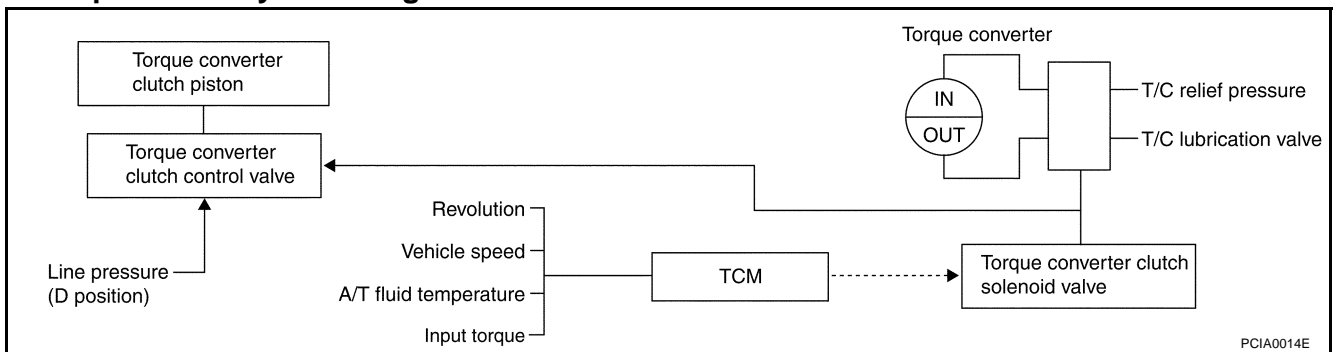 Torque converter
clutch piston
Torque converter
clutch control valve
Line pressure
(D position)
Revolution
Vehicle speed
A/T fluid temperature
Input torque
TCM
Torque converter
IN
OUT
T/C relief pressure
T/C lubrication valve
Torque converter clutch
solenoid valve
PCIA0014E